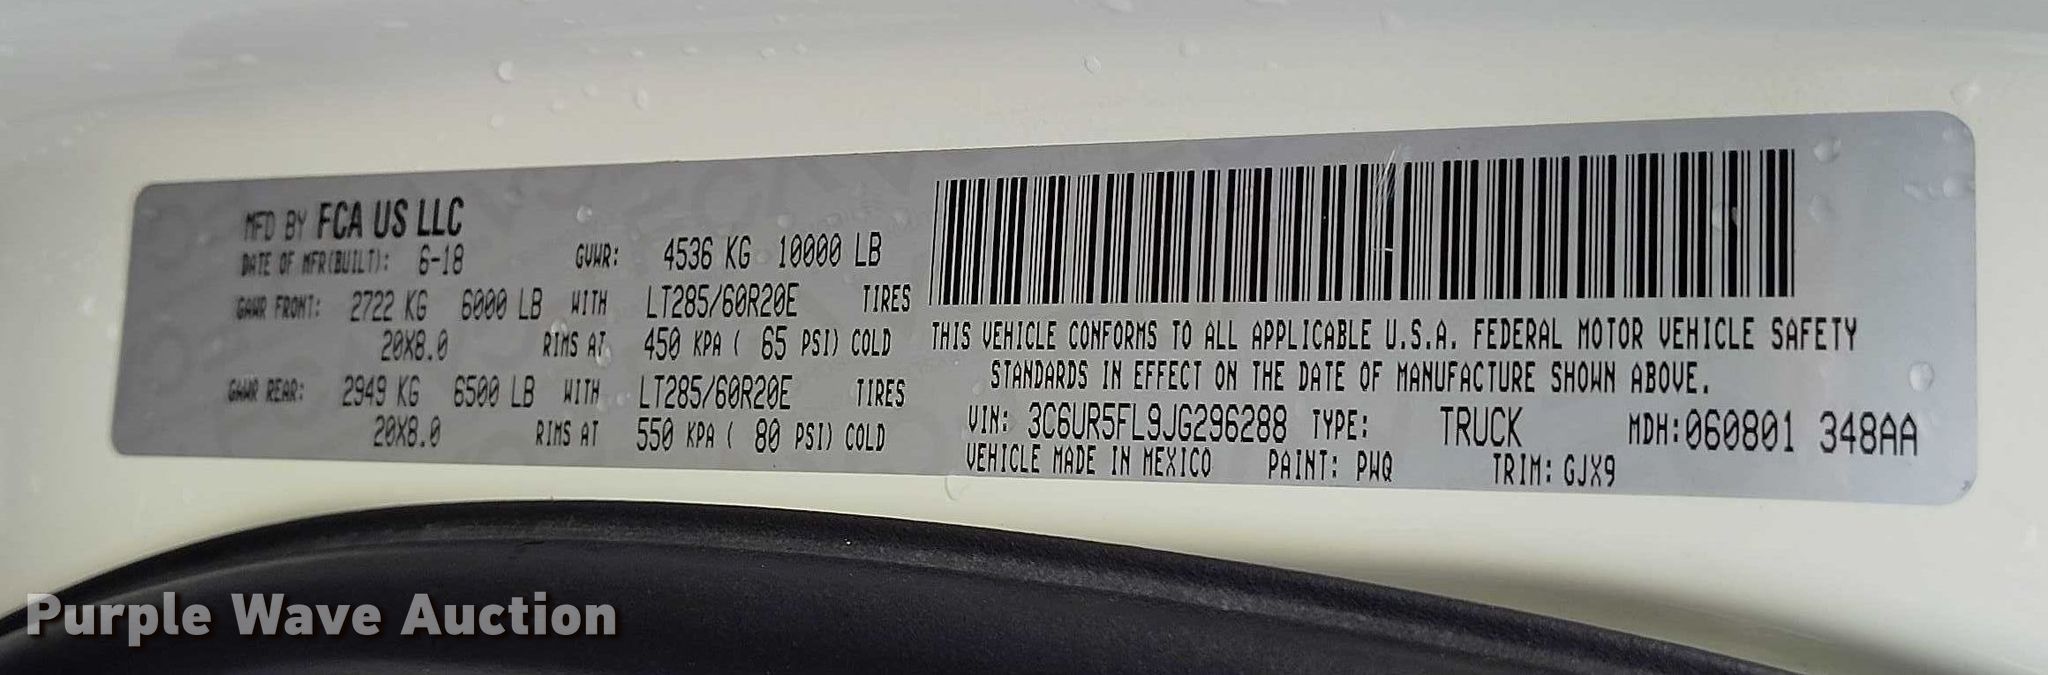 MFD BY FCA US LLC
DATE OF MFR(BUILT): 6-18 GVWR: 4536 KG 10000 LB
GAWR FRONT: 2722 KG 6000 LB WITH LT285/60R20E TIRES
20X8.0 RIMS AT 450 KPA ( 65 PSI) COLD
GAWR REAR: 2949 KG 6500 LB WITH LT285/60R20E TIRES
20X8.0 RIMS AT 550 KPA ( 80 PSI) COLD
THIS VEHICLE CONFORMS TO ALL APPLICABLE U.S.A. FEDERAL MOTOR VEHICLE SAFETY
STANDARDS IN EFFECT ON THE DATE OF MANUFACTURE SHOWN ABOVE.
VIN: 3C6UR5FL9JG296288 TYPE: TRUCK MDH:060801 348AA
VEHICLE MADE IN MEXICO PAINT: PWQ TRIM: GJX9
Purple Wave Auction